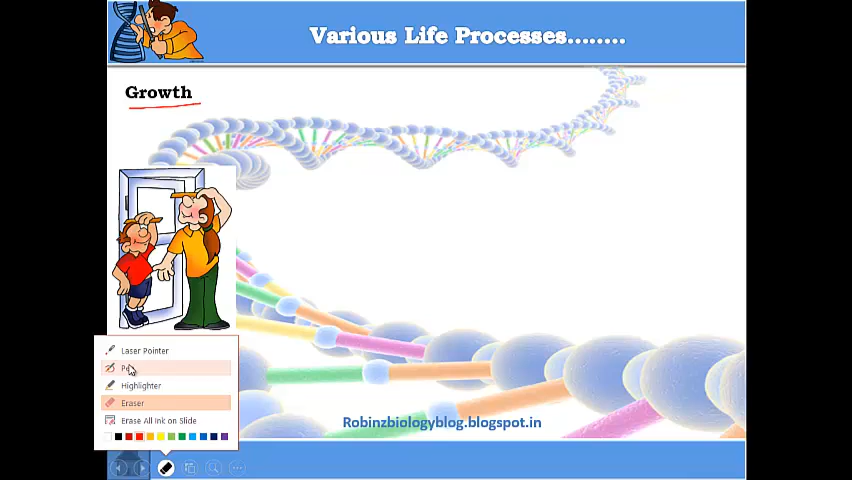 Various Life Processes........
Growth
Laser Pointer
Highlighter
Eraser
Erase All Ink on Slide
Robinzbiologyblog.blogspot.in